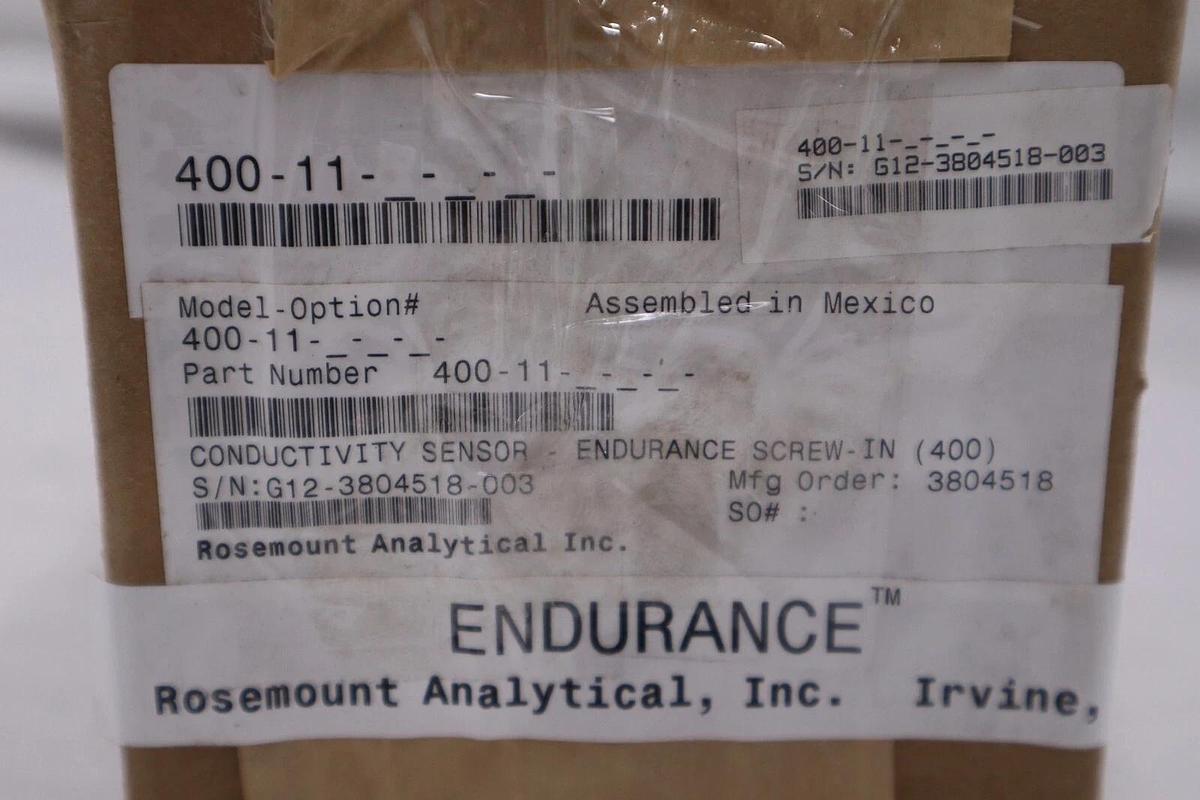 400-11-_-_-_-
400-11-_-_-_-
S/N: G12-3804518-003
Model-Option# Assembled in Mexico
400-11-_-_-_-
Part Number 400-11-_-_-_-
CONDUCTIVITY SENSOR - ENDURANCE SCREW-IN (400)
S/N:G12-3804518-003 Mfg Order: 3804518
SO# :
Rosemount Analytical Inc.
ENDURANCE™
Rosemount Analytical, Inc. Irvine,